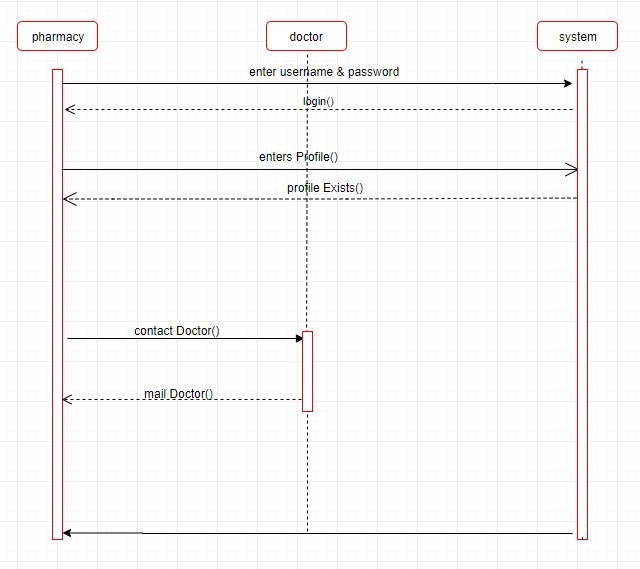 pharmacy
doctor
system
enter username & password
login()
enters Profile()
profile Exists()
contact Doctor()
mail Doctor()